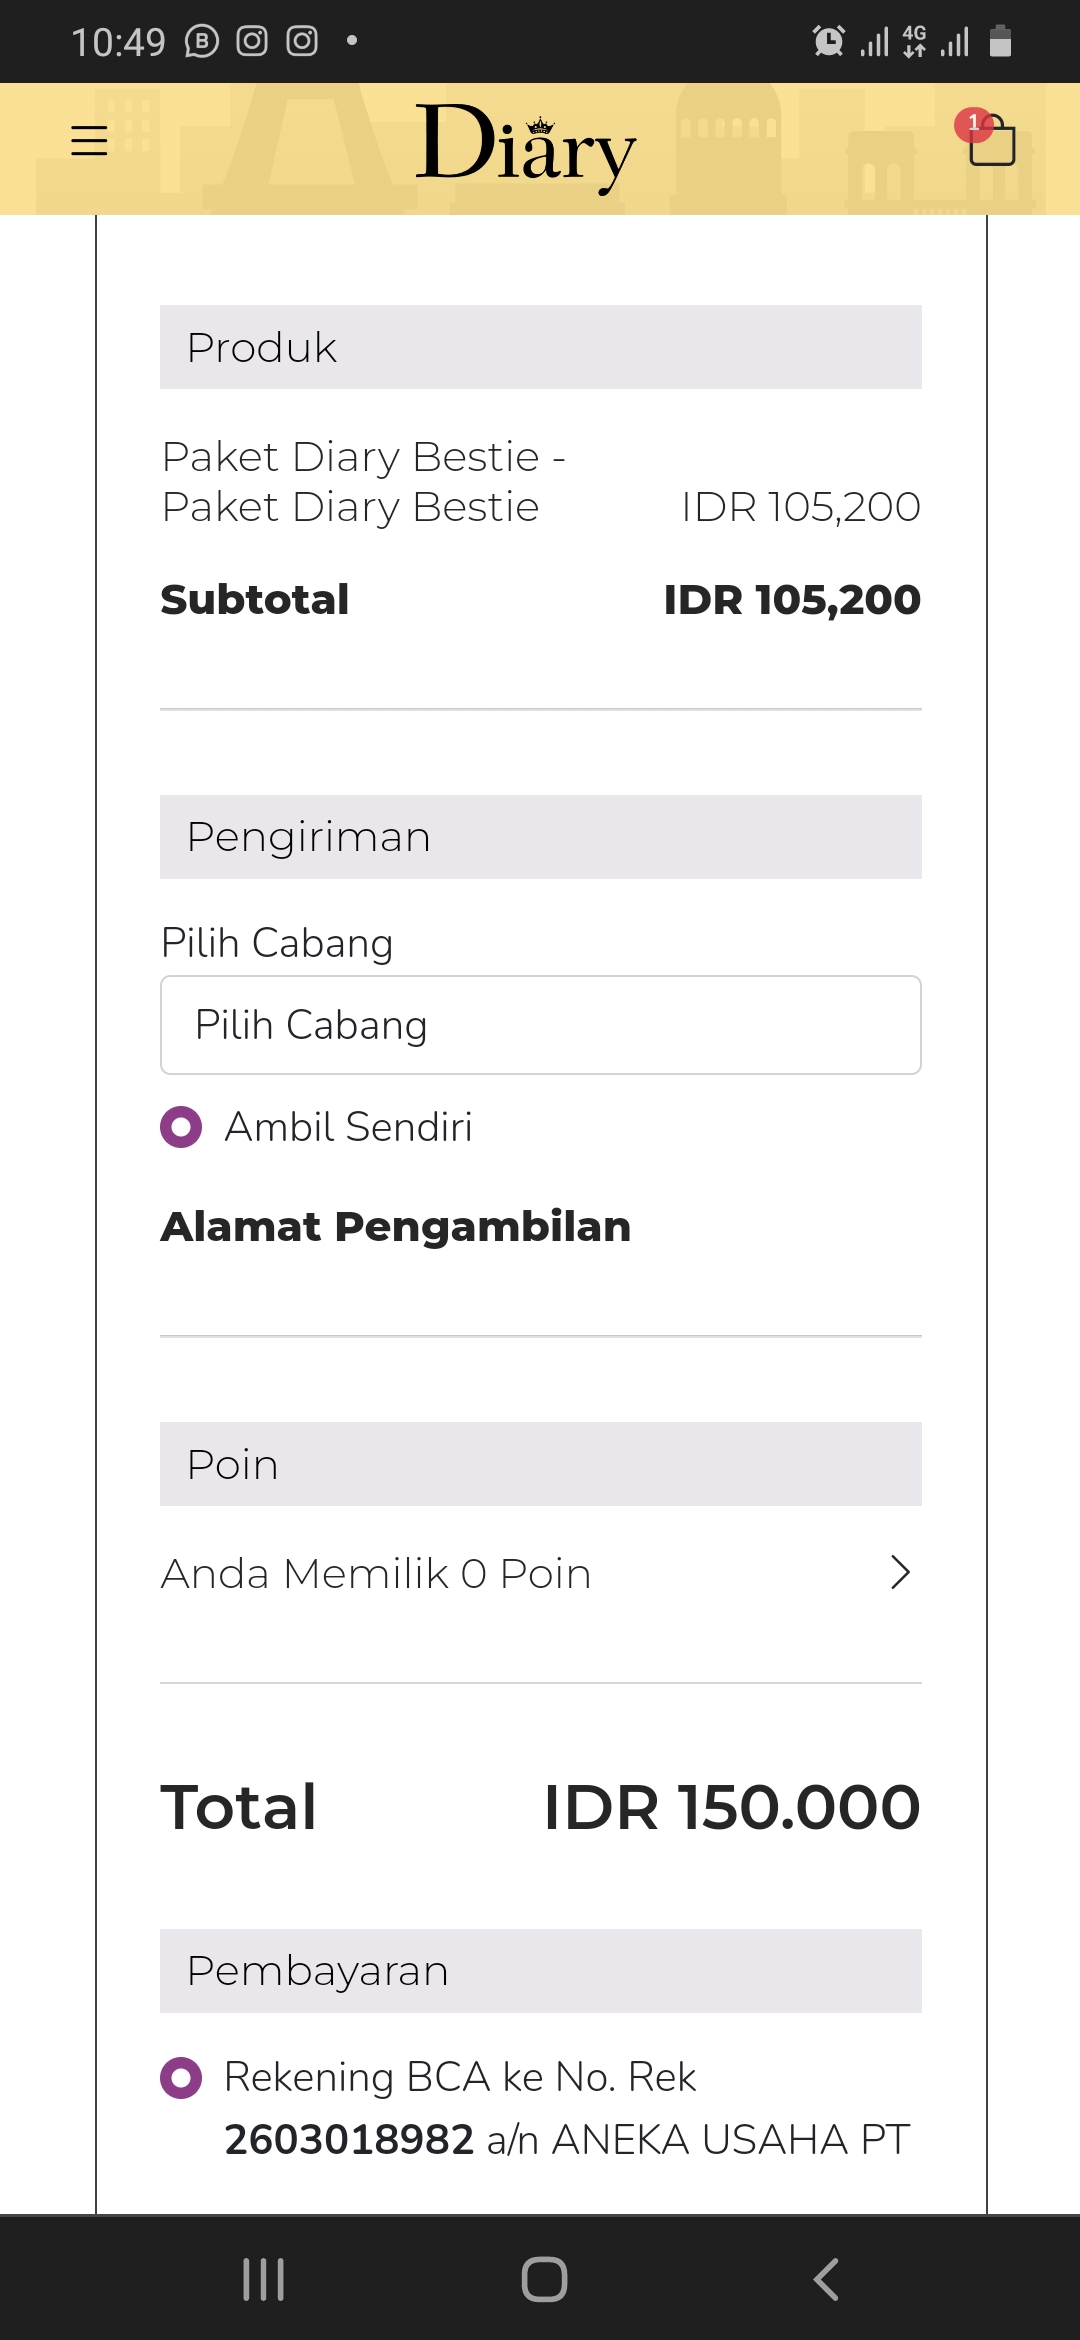 10:49
4G
Diary
1
Produk
Paket Diary Bestie -
Paket Diary Bestie IDR 105,200
Subtotal IDR 105,200
Pengiriman
Pilih Cabang
Pilih Cabang
Ambil Sendiri
Alamat Pengambilan
Poin
Anda Memilik 0 Poin
Total IDR 150.000
Pembayaran
Rekening BCA ke No. Rek
2603018982 a/n ANEKA USAHA PT